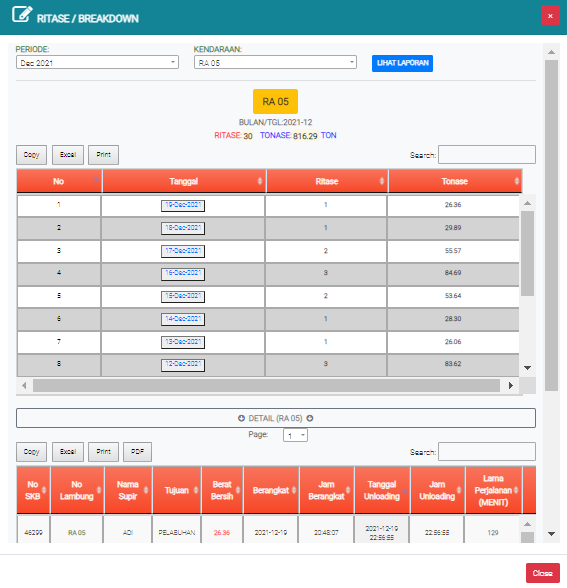 RITASE / BREAKDOWN
×
PERIODE:
KENDARAAN:
Dec 2021
RA 05
LIHAT LAPORAN
RA 05
BULAN/TGL:2021-12
RITASE: 30 TONASE: 816.29 TON
Copy Excel Print Search:
No Tanggal Ritase Tonase
1 19-Dec-2021 1 26.36
2 18-Dec-2021 1 29.89
3 17-Dec-2021 2 55.57
4 16-Dec-2021 3 84.69
5 15-Dec-2021 2 53.64
6 14-Dec-2021 1 28.30
7 13-Dec-2021 1 26.06
8 12-Dec-2021 3 83.62
DETAIL (RA 05)
Page: 1
Copy Excel Print PDF Search:
No SKB No Lambung Nama Supir Tujuan Berat Bersih Berangkat Jam Berangkat Tanggal Unloading Jam Unloading Lama Perjalanan (MENIT)
46299 RA 05 ADI PELABUHAN 26.36 2021-12-19 20:48:07 2021-12-19 22:56:55 22:56:55 129
Close